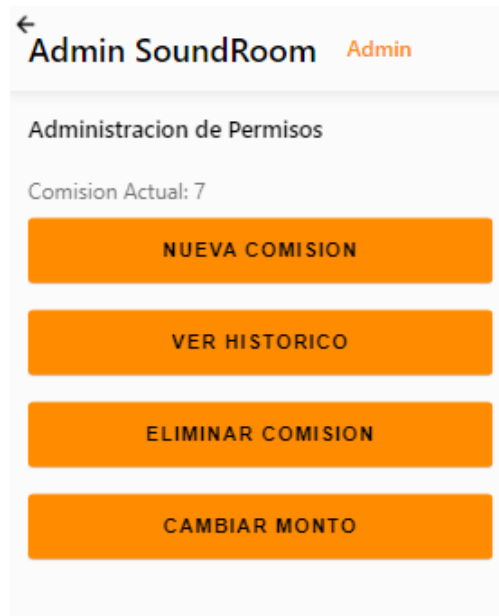 Admin SoundRoom Admin
Administracion de Permisos
Comision Actual: 7
NUEVA COMISION
VER HISTORICO
ELIMINAR COMISION
CAMBIAR MONTO